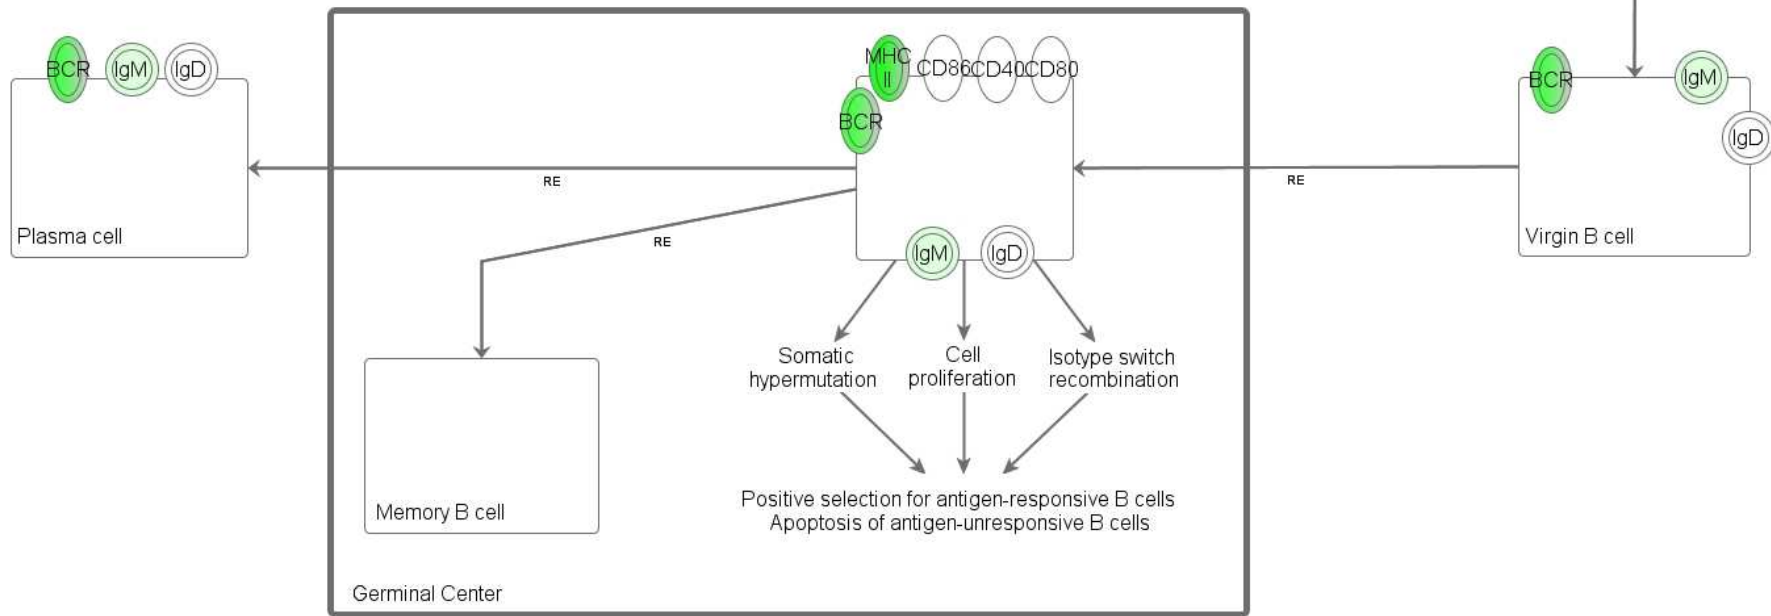 BCR
IgM
IgD
Plasma cell
MHC
II
CD86
CD40
CD80
BCR
IgM
IgD
RE
RE
RE
BCR
IgM
IgD
Virgin B cell
Somatic
hypermutation
Cell
proliferation
Isotype switch
recombination
Positive selection for antigen-responsive B cells
Apoptosis of antigen-unresponsive B cells
Memory B cell
Germinal Center